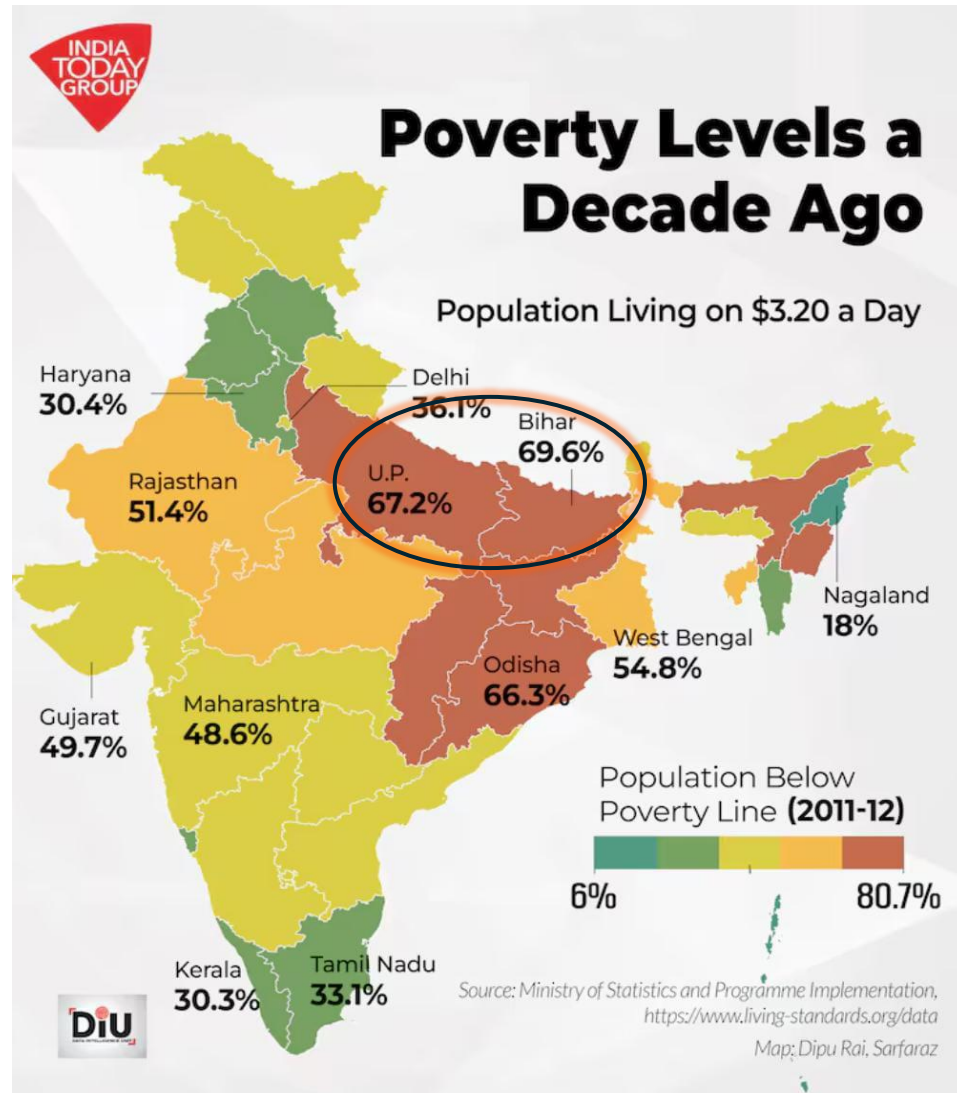 INDIA
TODAY
GROUP
Poverty Levels a
Decade Ago
Population Living on $3.20 a Day
Haryana
30.4%
Delhi
36.1%
Bihar
69.6%
U.P.
67.2%
Rajasthan
51.4%
Nagaland
18%
West Bengal
54.8%
Odisha
66.3%
Gujarat
49.7%
Maharashtra
48.6%
Population Below
Poverty Line (2011-12)
6%
80.7%
Kerala
30.3%
Tamil Nadu
33.1%
Source: Ministry of Statistics and Programme Implementation,
https://www.living-standards.org/data
Map: Dipu Rai, Sarfaraz
DiU
DATA INTELLIGENCE UNIT